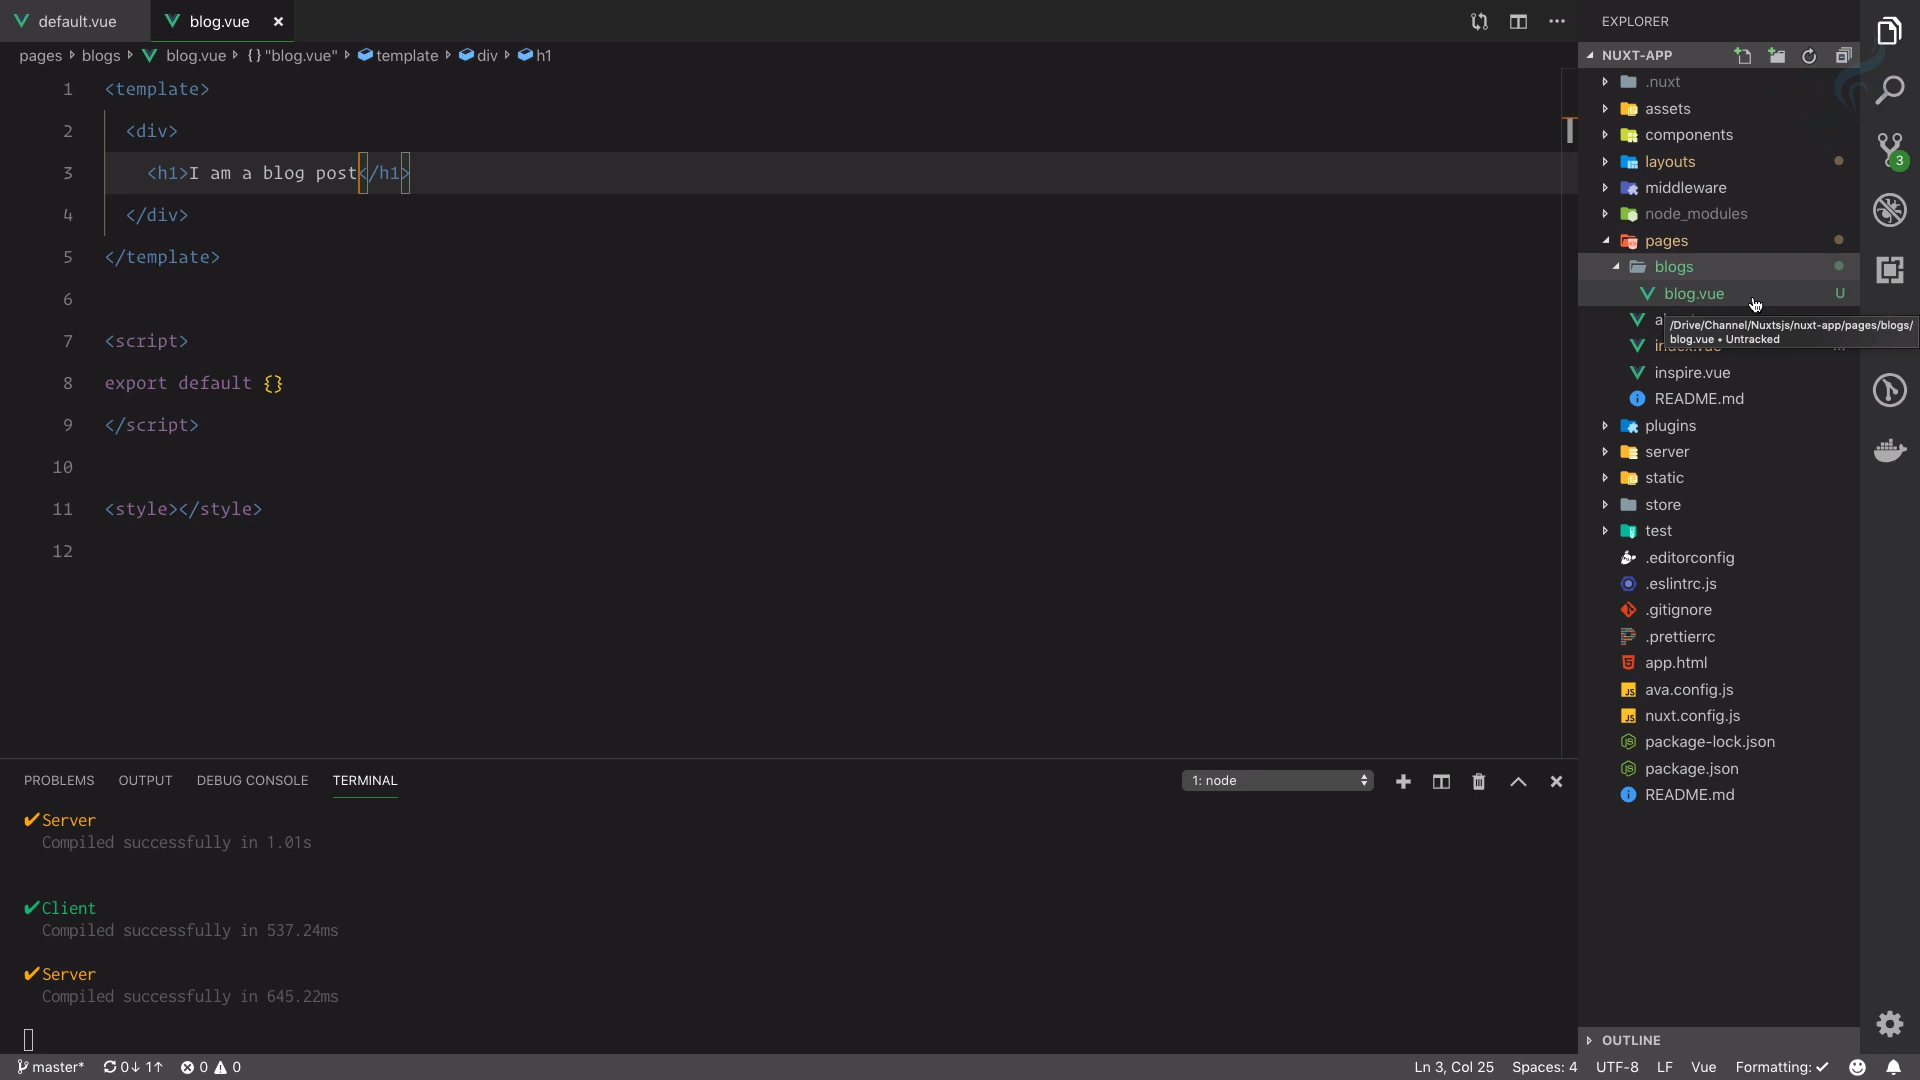 default.vue
blog.vue
pages
blogs
blog.vue
{} "blog.vue"
template
div
h1
1 <template>
2 <div>
3 <h1>I am a blog post</h1>
4 </div>
5 </template>
6
7 <script>
8 export default {}
9 </script>
10
11 <style></style>
12
PROBLEMS OUTPUT DEBUG CONSOLE TERMINAL
1: node
✔Server
Compiled successfully in 1.01s
✔Client
Compiled successfully in 537.24ms
✔Server
Compiled successfully in 645.22ms
EXPLORER
NUXT-APP
.nuxt
assets
components
layouts
middleware
node_modules
pages
blogs
blog.vue U
/Drive/Channel/Nuxtsjs/nuxt-app/pages/blogs/
blog.vue • Untracked
inspire.vue
README.md
plugins
server
static
store
test
.editorconfig
.eslintrc.js
.gitignore
.prettierrc
app.html
ava.config.js
nuxt.config.js
package-lock.json
package.json
README.md
OUTLINE
3
master* 0↓ 1↑ 0 0
Ln 3, Col 25 Spaces: 4 UTF-8 LF Vue Formatting: ✓